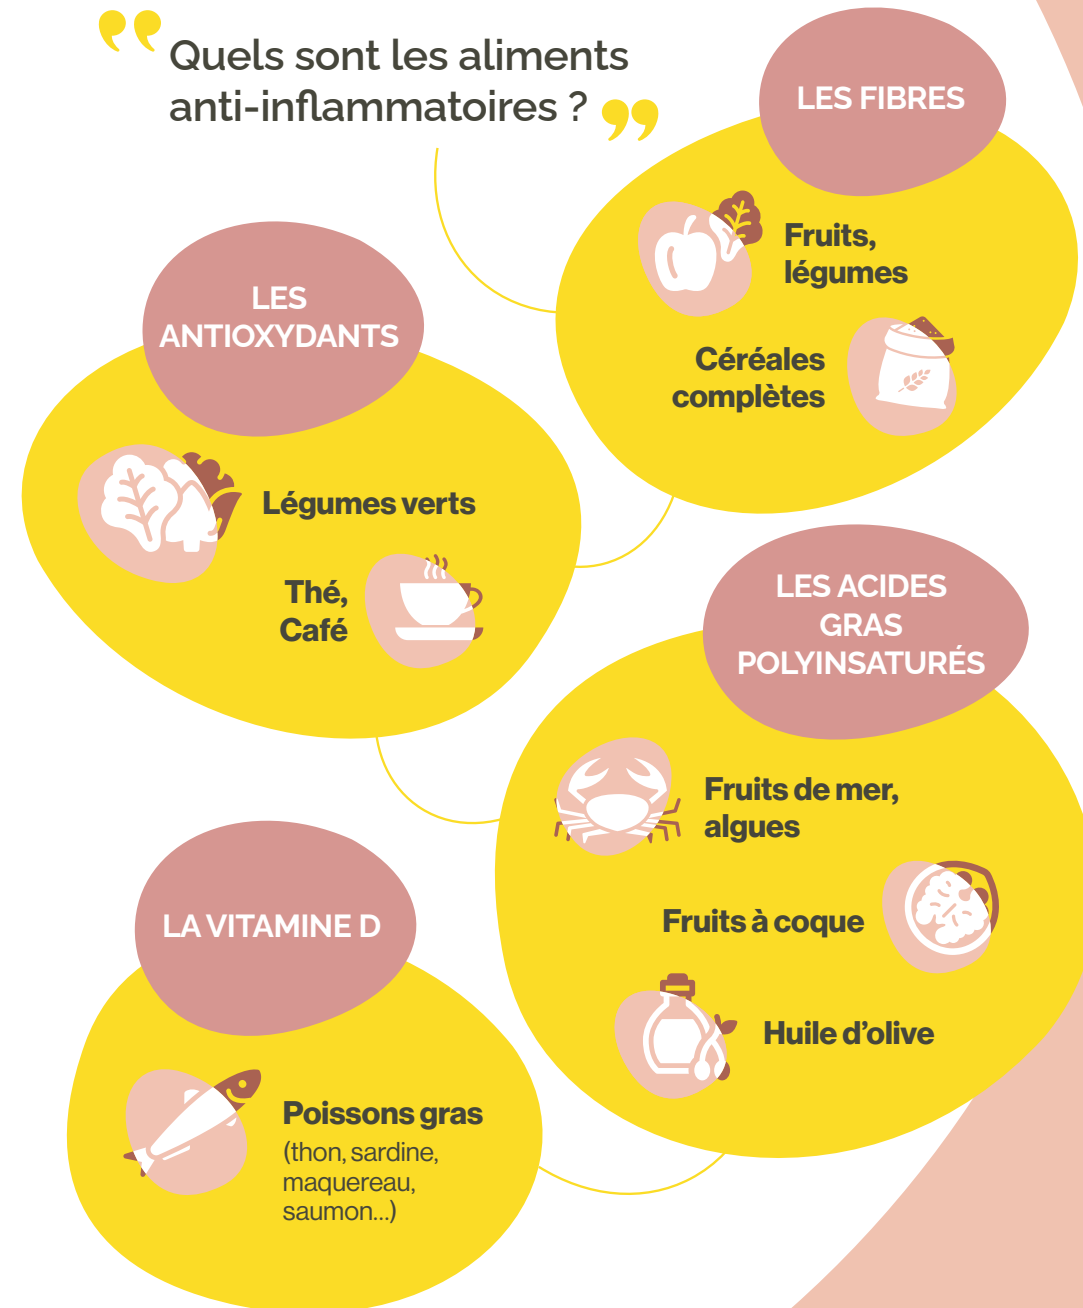 Quels sont les aliments
anti-inflammatoires ?
LES FIBRES
Fruits,
légumes
Céréales
complètes
LES
ANTIOXYDANTS
Légumes verts
Thé,
Café
LES ACIDES
GRAS
POLYINSATURÉS
Fruits de mer,
algues
Fruits à coque
Huile d’olive
LA VITAMINE D
Poissons gras
(thon, sardine,
maquereau,
saumon...)